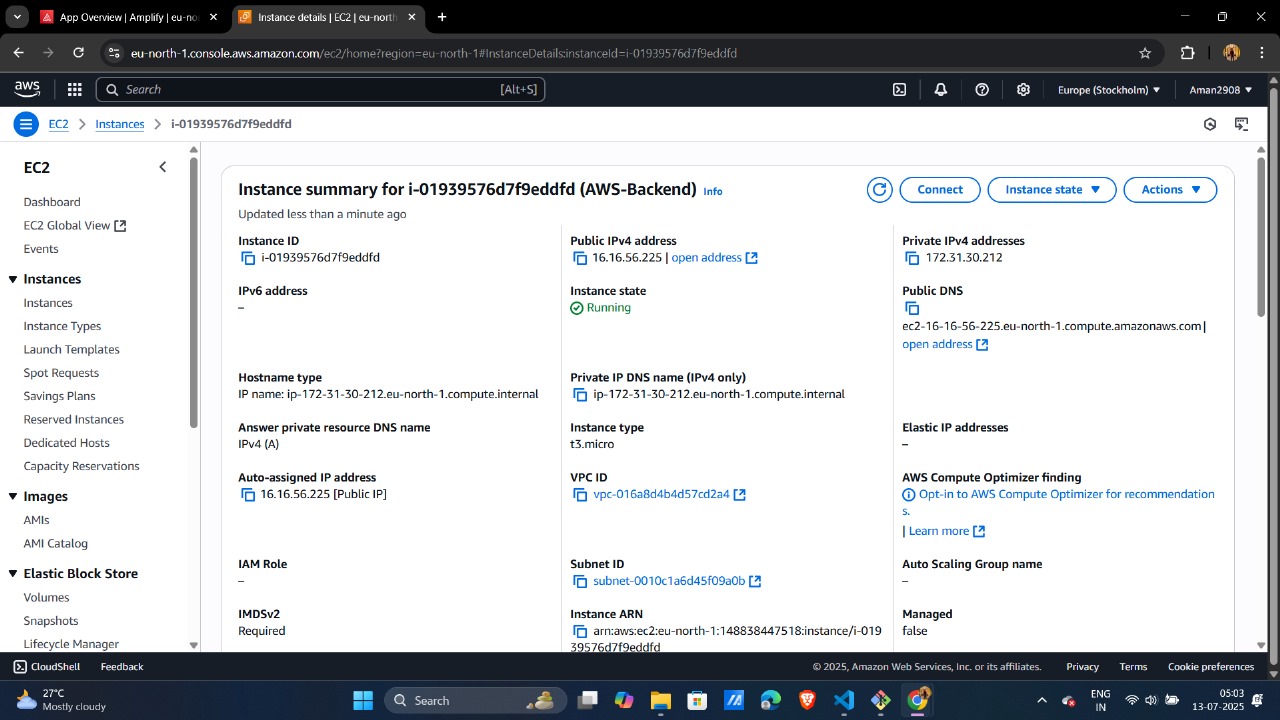 App Overview | Amplify | eu-no
Instance details | EC2 | eu-north
eu-north-1.console.aws.amazon.com/ec2/home?region=eu-north-1#InstanceDetails:instanceId=i-01939576d7f9eddfd
aws
Search
[Alt+S]
Europe (Stockholm)
Aman2908
EC2
Instances
i-01939576d7f9eddfd
EC2
Dashboard
EC2 Global View
Events
Instances
Instances
Instance Types
Launch Templates
Spot Requests
Savings Plans
Reserved Instances
Dedicated Hosts
Capacity Reservations
Images
AMIs
AMI Catalog
Elastic Block Store
Volumes
Snapshots
Lifecycle Manager
Instance summary for i-01939576d7f9eddfd (AWS-Backend) Info
Updated less than a minute ago
Connect
Instance state
Actions
Instance ID
i-01939576d7f9eddfd
Public IPv4 address
16.16.56.225 | open address
Private IPv4 addresses
172.31.30.212
IPv6 address
–
Instance state
Running
Public DNS
ec2-16-16-56-225.eu-north-1.compute.amazonaws.com |
open address
Hostname type
IP name: ip-172-31-30-212.eu-north-1.compute.internal
Private IP DNS name (IPv4 only)
ip-172-31-30-212.eu-north-1.compute.internal
Answer private resource DNS name
IPv4 (A)
Instance type
t3.micro
Elastic IP addresses
–
Auto-assigned IP address
16.16.56.225 [Public IP]
VPC ID
vpc-016a8d4b4d57cd2a4
AWS Compute Optimizer finding
Opt-in to AWS Compute Optimizer for recommendation
s.
| Learn more
IAM Role
–
Subnet ID
subnet-0010c1a6d45f09a0b
Auto Scaling Group name
–
IMDSv2
Required
Instance ARN
arn:aws:ec2:eu-north-1:148838447518:instance/i-019
39576d7f9eddfd
Managed
false
CloudShell
Feedback
© 2025, Amazon Web Services, Inc. or its affiliates.
Privacy
Terms
Cookie preferences
27°C
Mostly cloudy
Search
ENG
IN
05:03
13-07-2025